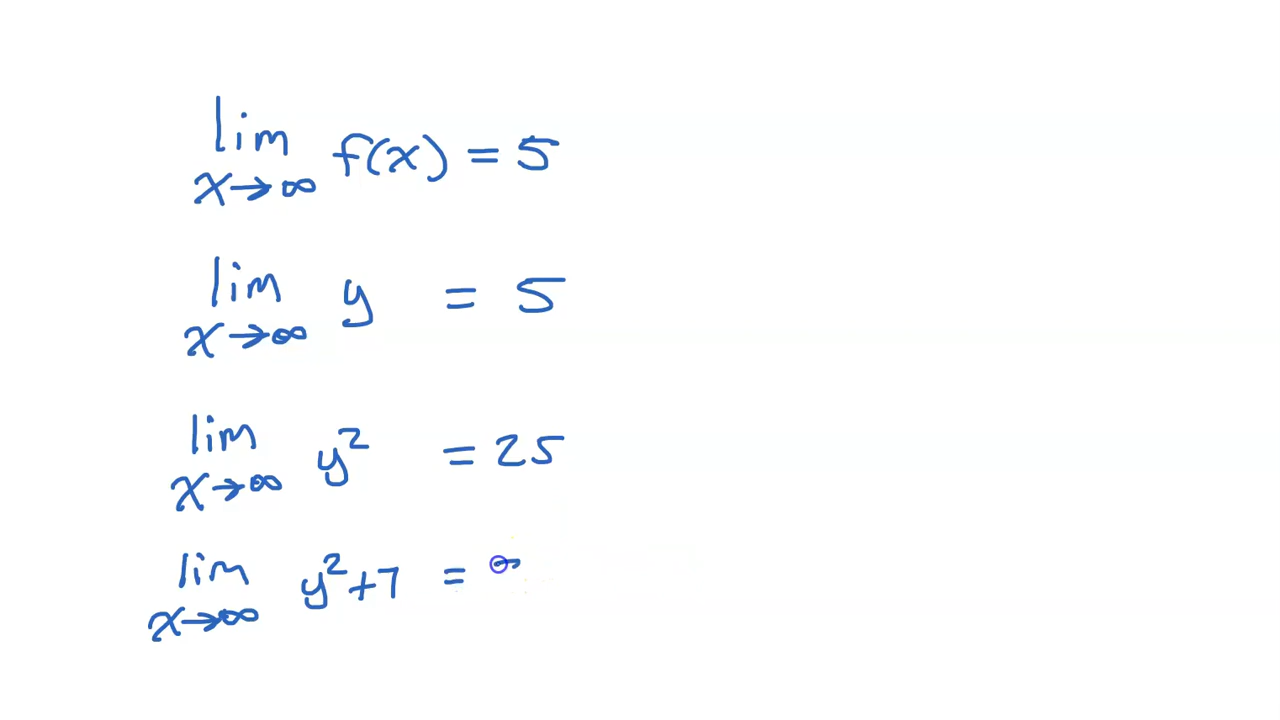 lim x→∞ f(x) = 5
lim x→∞ y = 5
lim x→∞ y² = 25
lim x→∞ y²+7 =